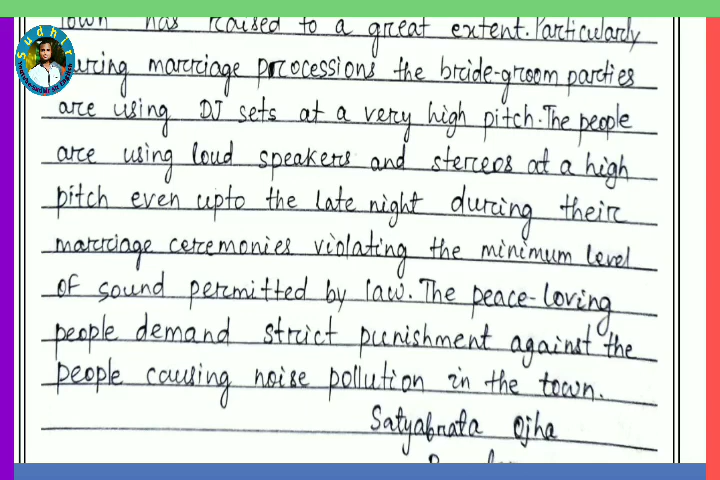 Town has raised to a great extent. Particularly
Sudhir
during marriage processions the bride-groom parties
are using DJ sets at a very high pitch. The people
are using loud speakers and stereos at a high
pitch even upto the late night during their
marriage ceremonies violating the minimum level
of sound permitted by law. The peace-loving
people demand strict punishment against the
people causing noise pollution in the town.
Satyabrata Ojha